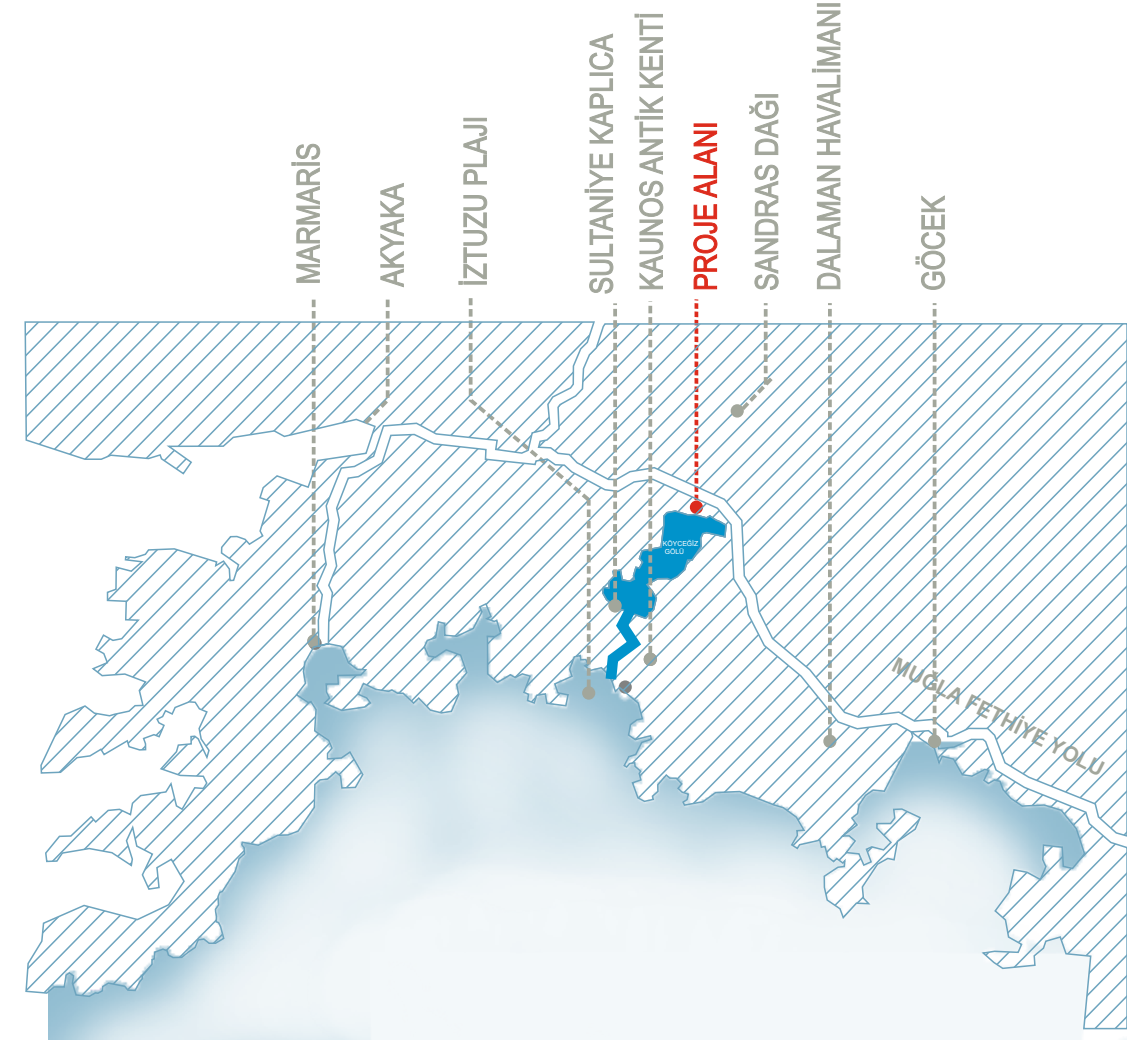 MARMARİS
AKYAKA
İZTUZU PLAJI
SULTANİYE KAPLICA
KAUNOS ANTİK KENTİ
PROJE ALANI
SANDRAS DAĞI
DALAMAN HAVALİMANI
GÖCEK
KÖYCEĞİZ
GÖLÜ
MUĞLA FETHİYE YOLU